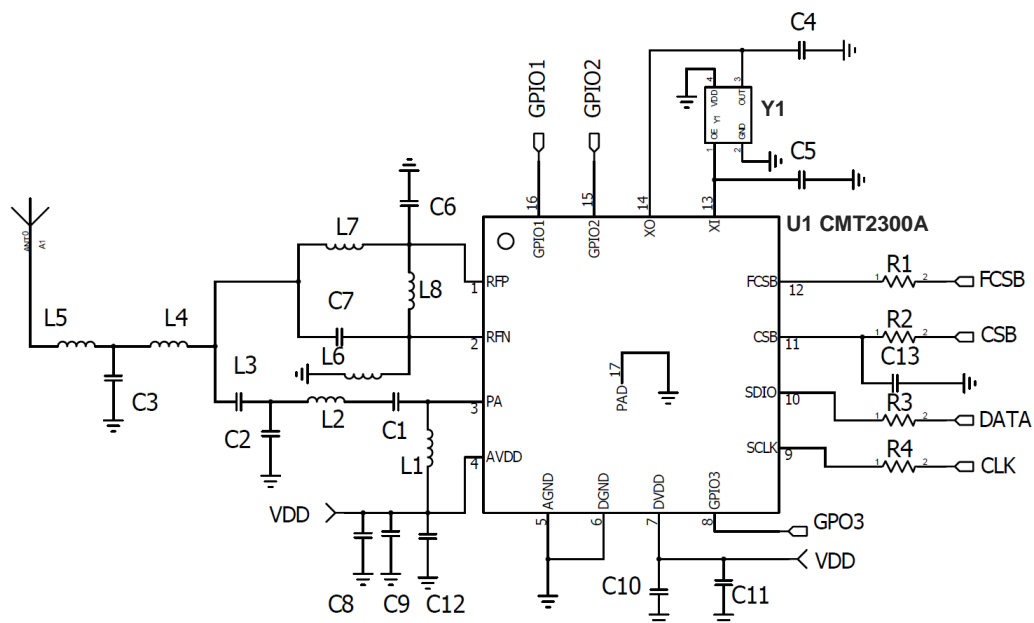 C4
GPIO1
GPIO2
4
3
VDD
OUT
Y1
Y1
OE
GND
1
2
C5
16
15
14
13
U1 CMT2300A
GPIO1
GPIO2
XO
XI
C6
L7
ANT0
A1
1
RFP
L8
C7
FCSB
12
1
R1
2
FCSB
L5
L4
2
RFN
L6
CSB
11
R2
1
2
CSB
C13
L3
17
PAD
C3
C2
L2
C1
3
PA
SDIO
10
R3
1
2
DATA
L1
4
AVDD
SCLK
9
R4
1
2
CLK
VDD
AGND
DGND
DVDD
GPIO3
5
6
7
8
GPO3
VDD
C8
C9
C12
C10
C11